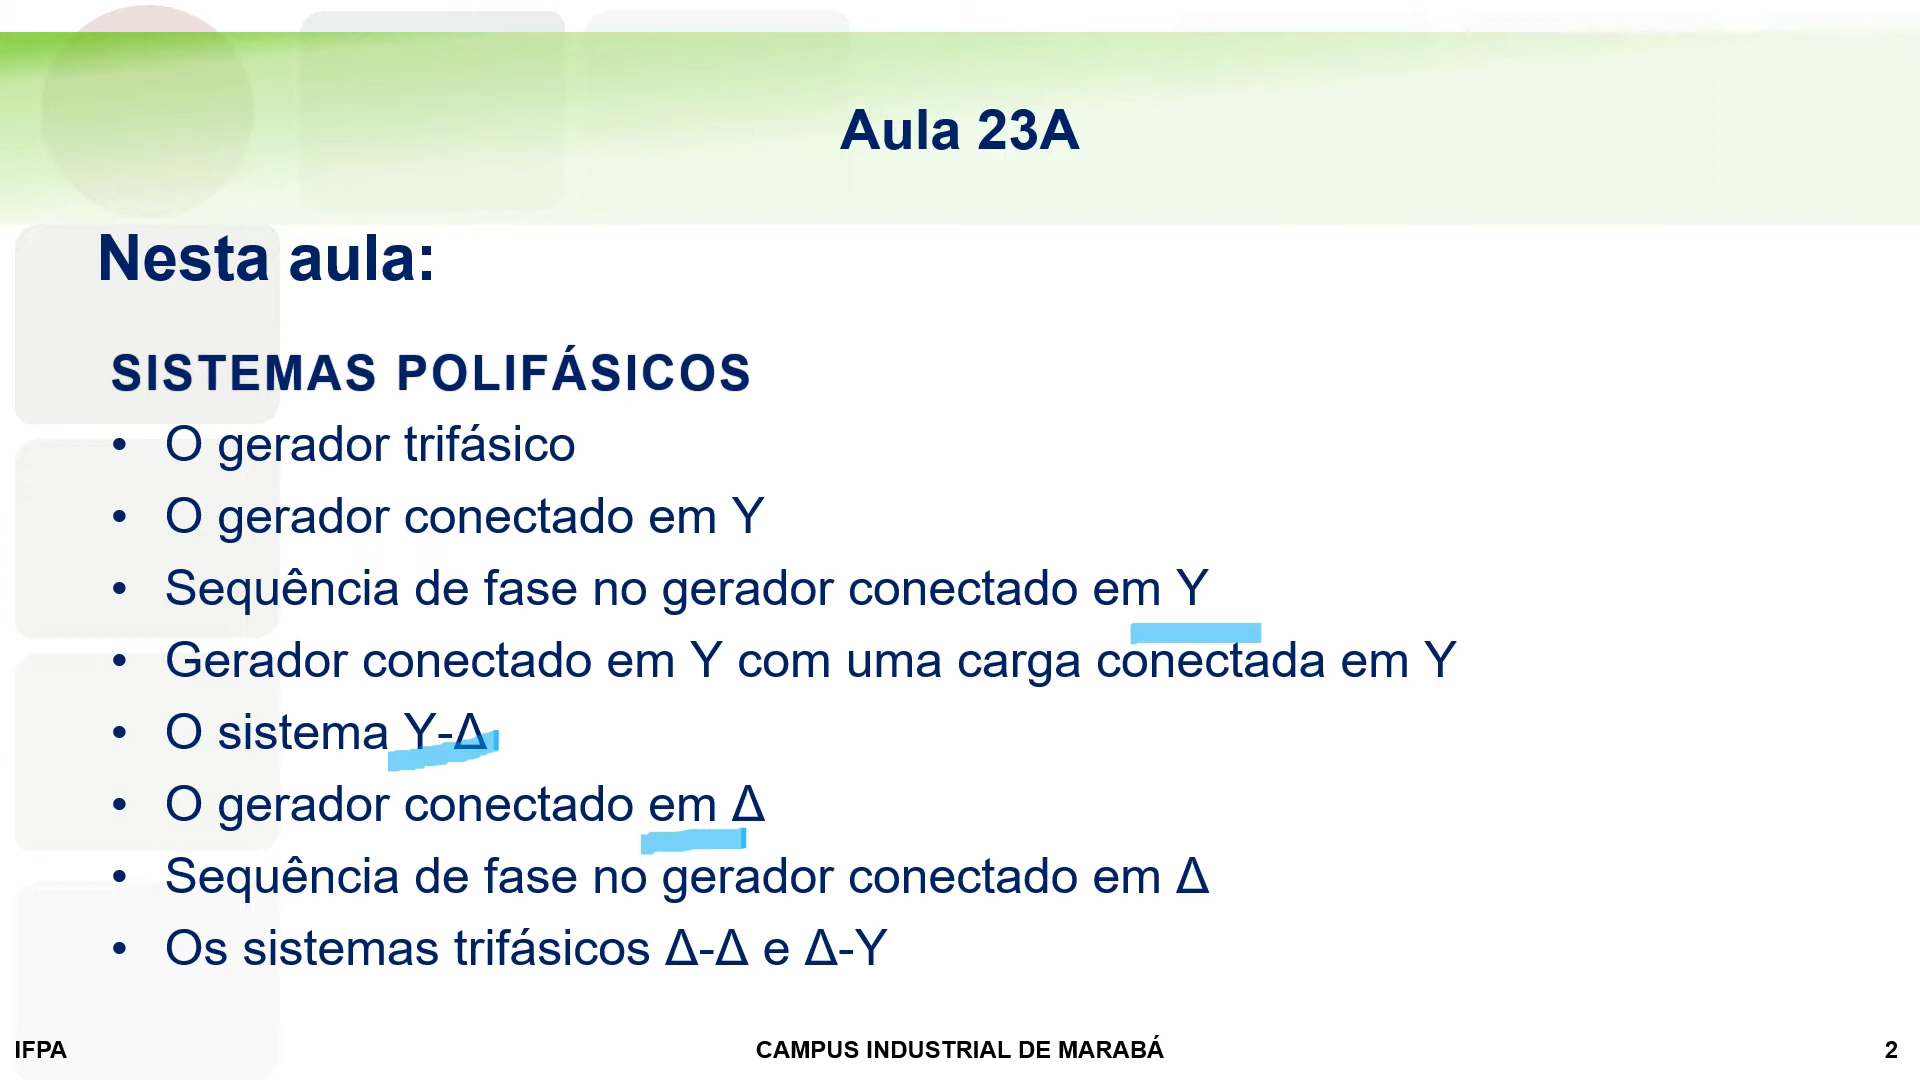 Aula 23A
Nesta aula:
SISTEMAS POLIFÁSICOS
• O gerador trifásico
• O gerador conectado em Y
• Sequência de fase no gerador conectado em Y
• Gerador conectado em Y com uma carga conectada em Y
• O sistema Y-Δ
• O gerador conectado em Δ
• Sequência de fase no gerador conectado em Δ
• Os sistemas trifásicos Δ-Δ e Δ-Y
IFPA
CAMPUS INDUSTRIAL DE MARABÁ
2